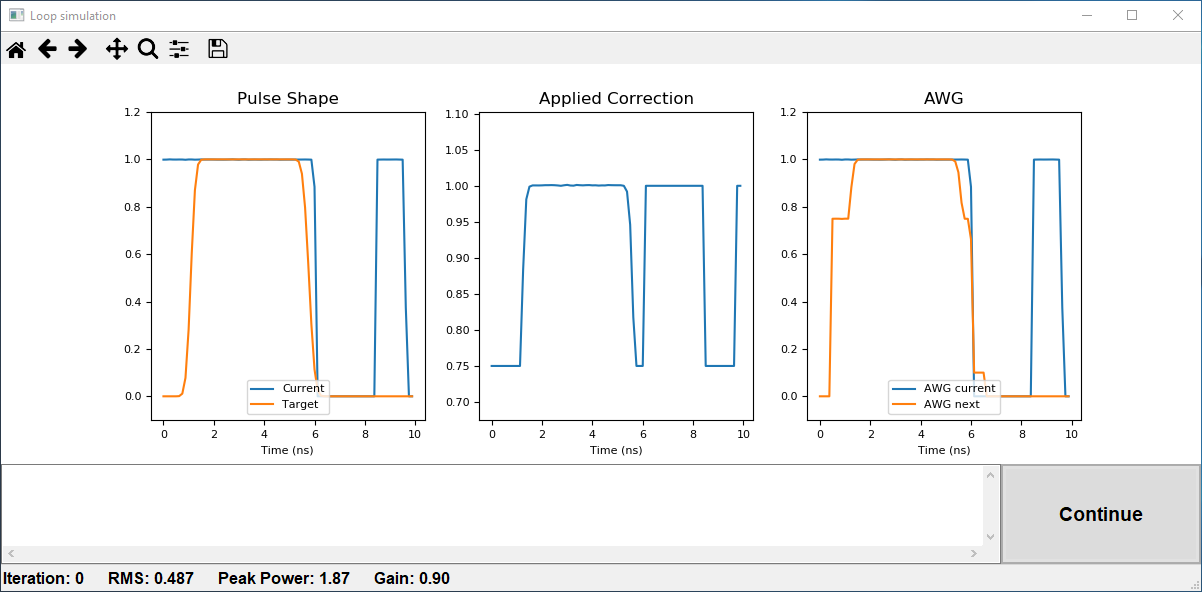 Loop simulation
Pulse Shape
1.2
1.0
0.8
0.6
0.4
0.2
0.0
0 2 4 6 8 10
Time (ns)
Current
Target
Applied Correction
1.10
1.05
1.00
0.95
0.90
0.85
0.80
0.75
0.70
0 2 4 6 8 10
Time (ns)
AWG
1.2
1.0
0.8
0.6
0.4
0.2
0.0
0 2 4 6 8 10
Time (ns)
AWG current
AWG next
Continue
Iteration: 0 RMS: 0.487 Peak Power: 1.87 Gain: 0.90